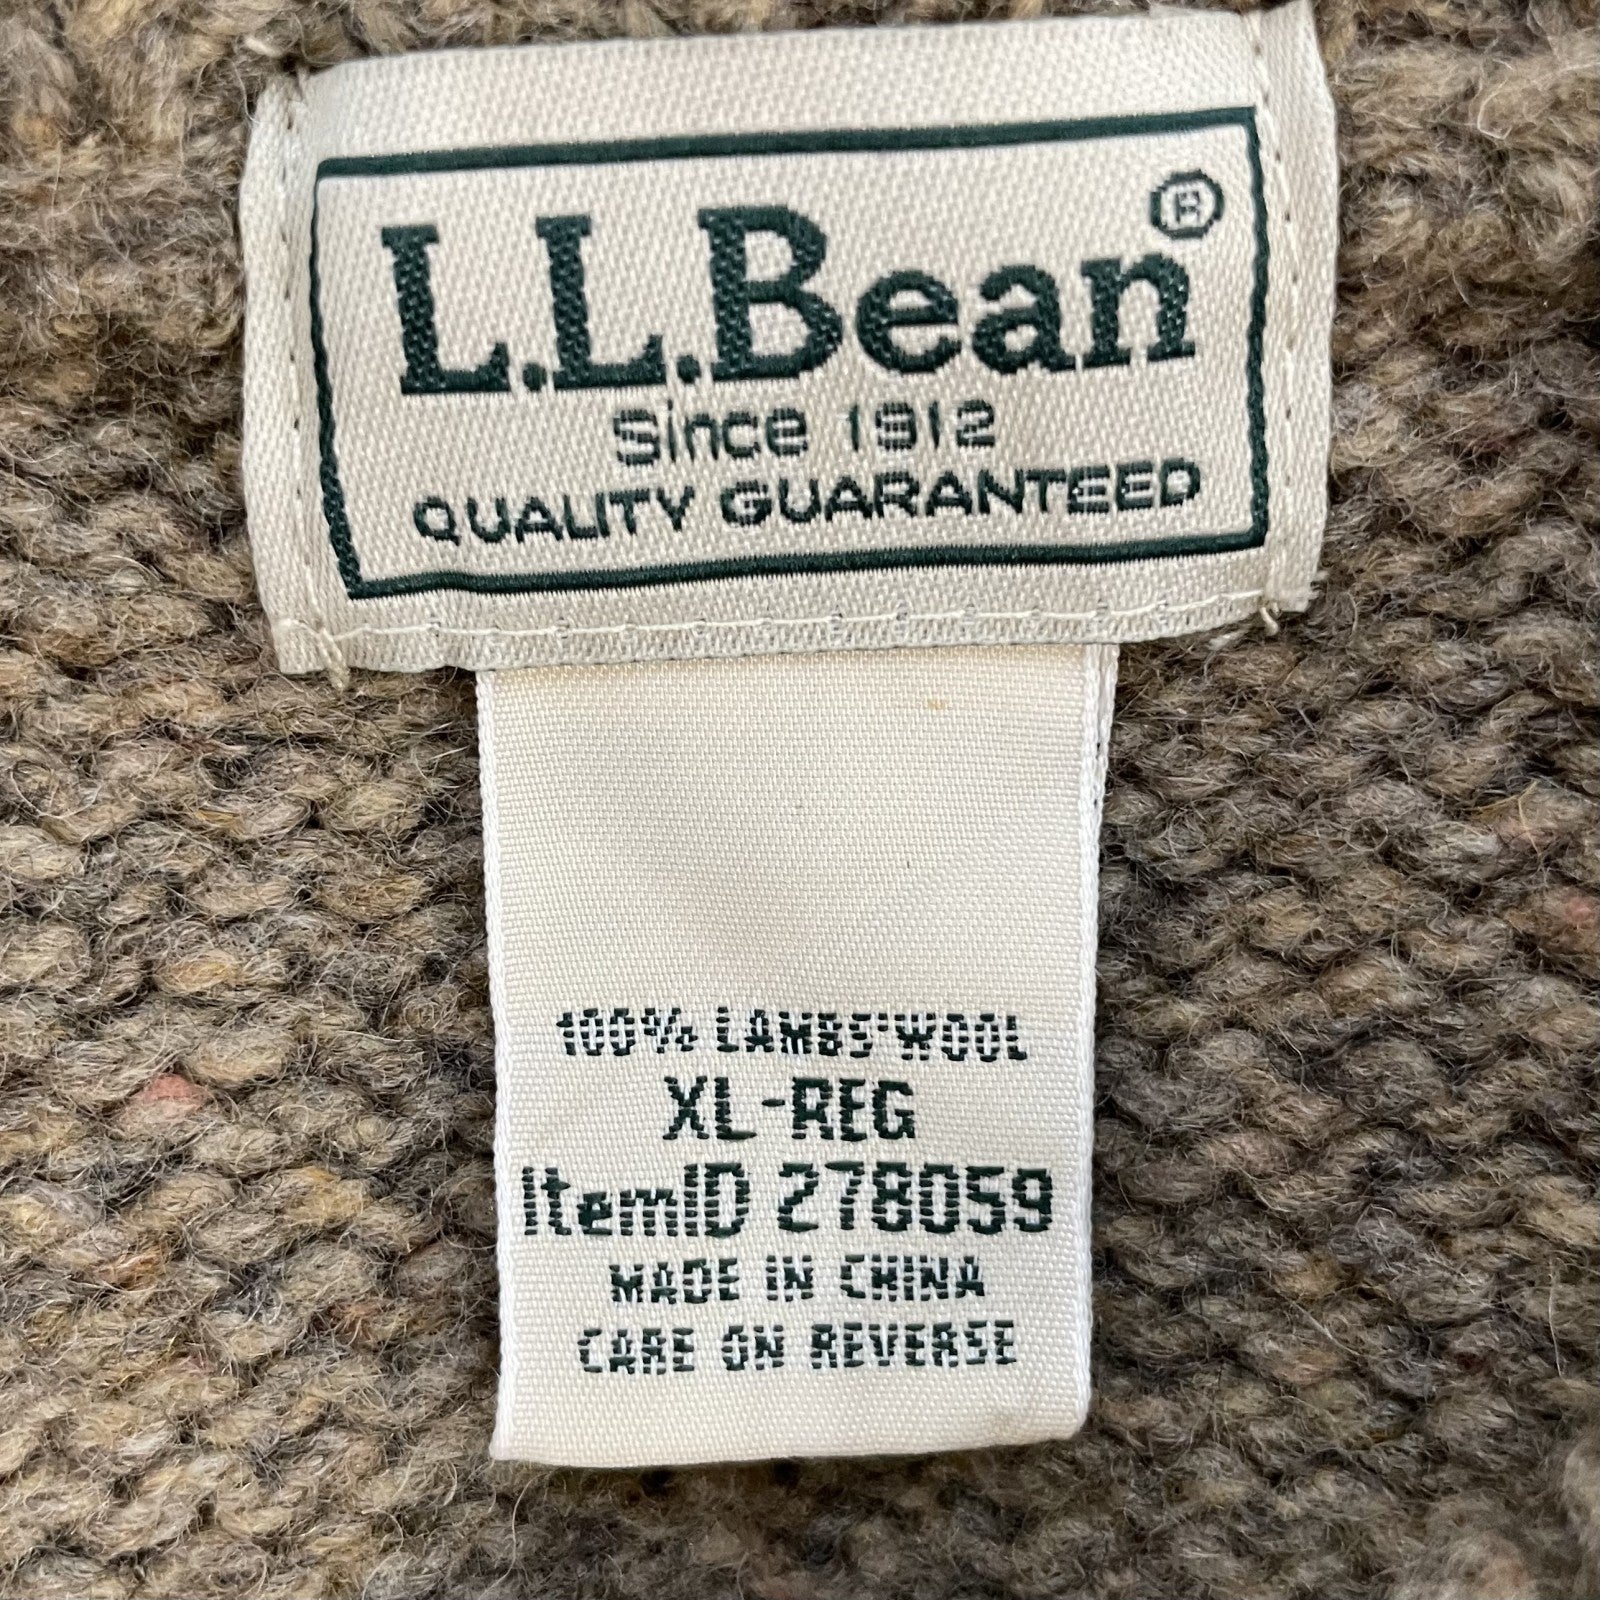 L.L.Bean®
Since 1912
QUALITY GUARANTEED
100% LAMBS'WOOL
XL-REG
ItemID 278059
MADE IN CHINA
CARE ON REVERSE